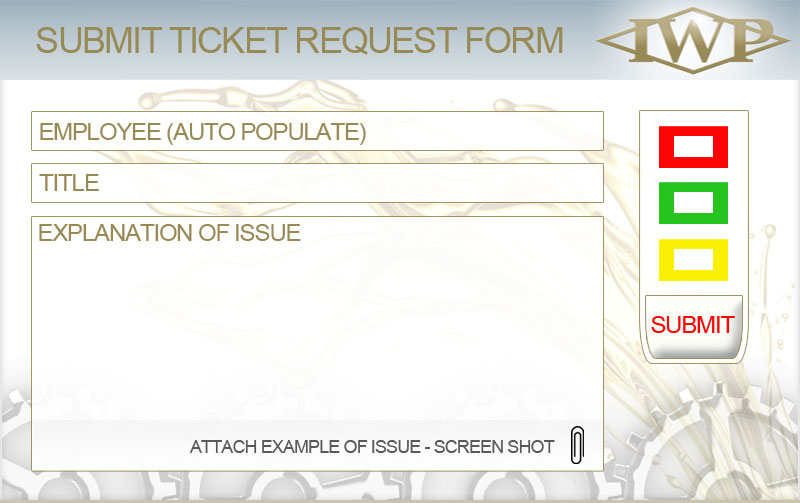 SUBMIT TICKET REQUEST FORM
IWP
EMPLOYEE (AUTO POPULATE)
TITLE
EXPLANATION OF ISSUE
SUBMIT
ATTACH EXAMPLE OF ISSUE - SCREEN SHOT